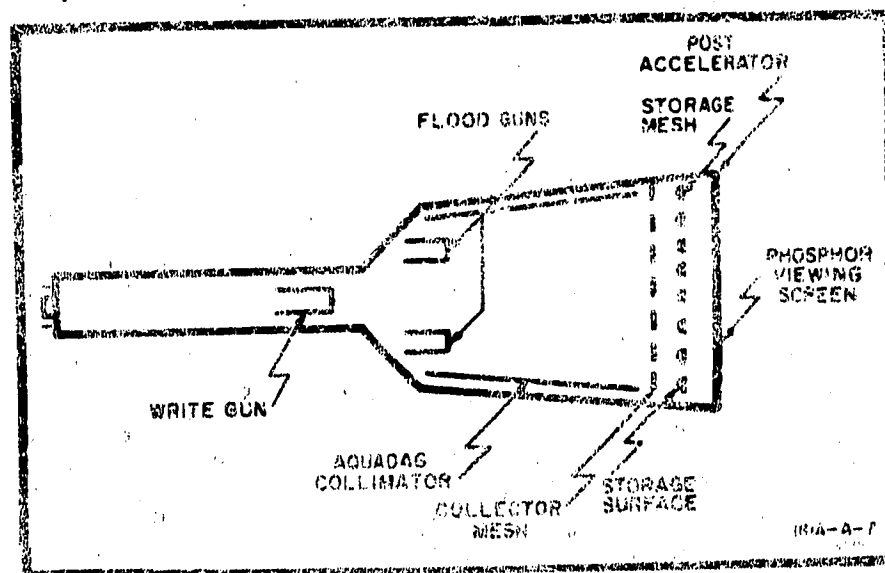 POST
ACCELERATOR
STORAGE
MESH
FLOOD GUNS
PHOSPHOR
VIEWING
SCREEN
WRITE GUN
AQUADAG
COLLIMATOR
COLLECTOR
MESH
STORAGE
SURFACE